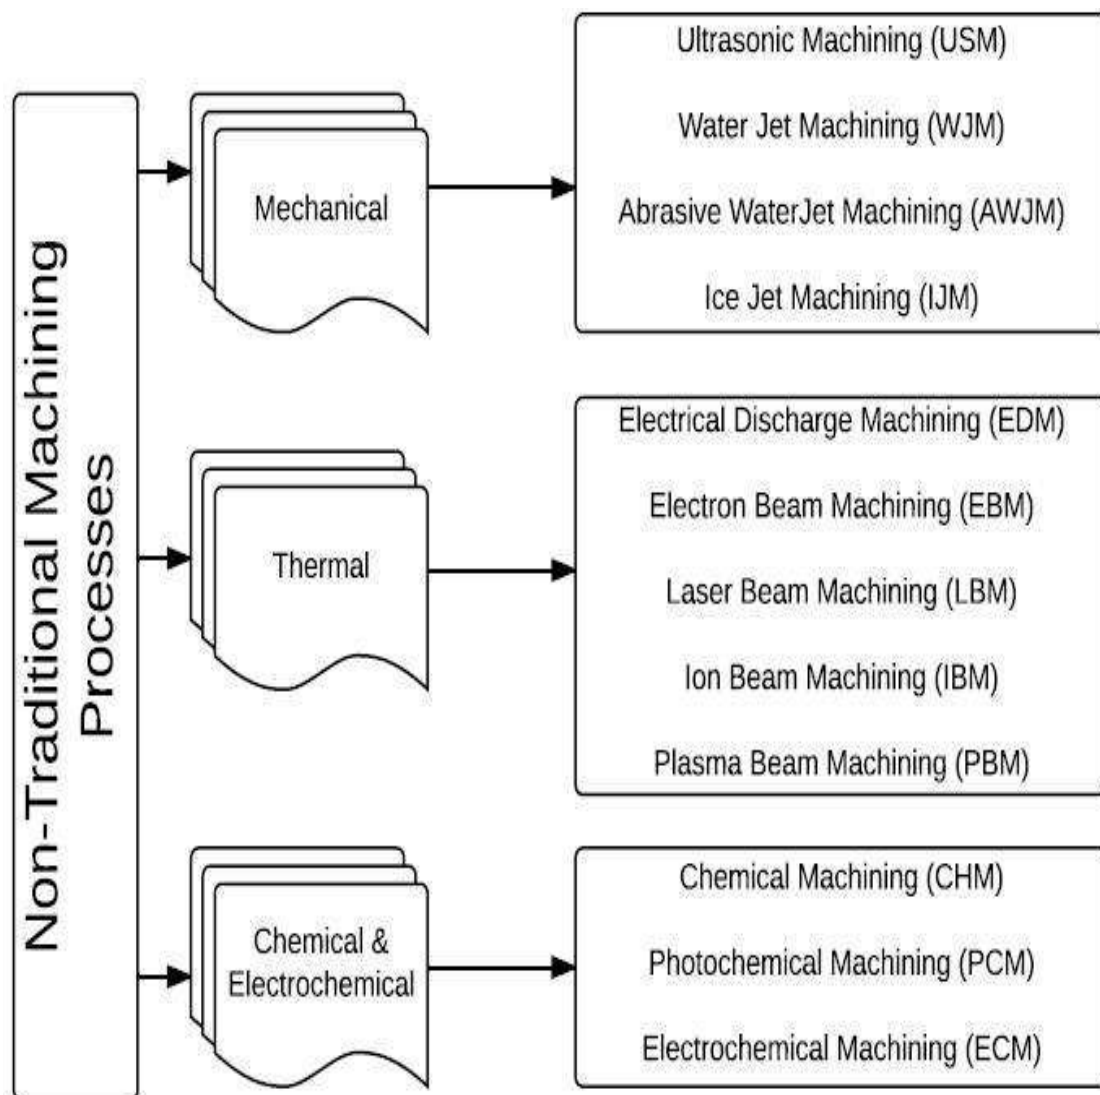 Non-Traditional Machining
Processes
Mechanical
Ultrasonic Machining (USM)
Water Jet Machining (WJM)
Abrasive WaterJet Machining (AWJM)
Ice Jet Machining (IJM)
Thermal
Electrical Discharge Machining (EDM)
Electron Beam Machining (EBM)
Laser Beam Machining (LBM)
Ion Beam Machining (IBM)
Plasma Beam Machining (PBM)
Chemical &
Electrochemical
Chemical Machining (CHM)
Photochemical Machining (PCM)
Electrochemical Machining (ECM)